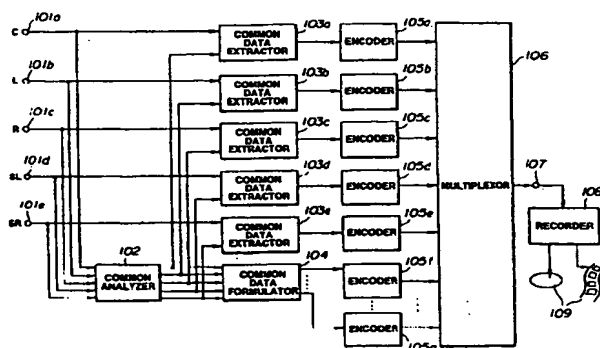 C 101a
COMMON DATA EXTRACTOR 103a
ENCODER 105a
106
L 101b
COMMON DATA EXTRACTOR 103b
ENCODER 105b
R 101c
COMMON DATA EXTRACTOR 103c
ENCODER 105c
SL 101d
COMMON DATA EXTRACTOR 103d
ENCODER 105d
MULTIPLEXOR
107
108
RECORDER
SR 101e
COMMON DATA EXTRACTOR 103e
ENCODER 105e
102
COMMON ANALYZER
104
COMMON DATA FORMULATOR
ENCODER 105f
109
ENCODER